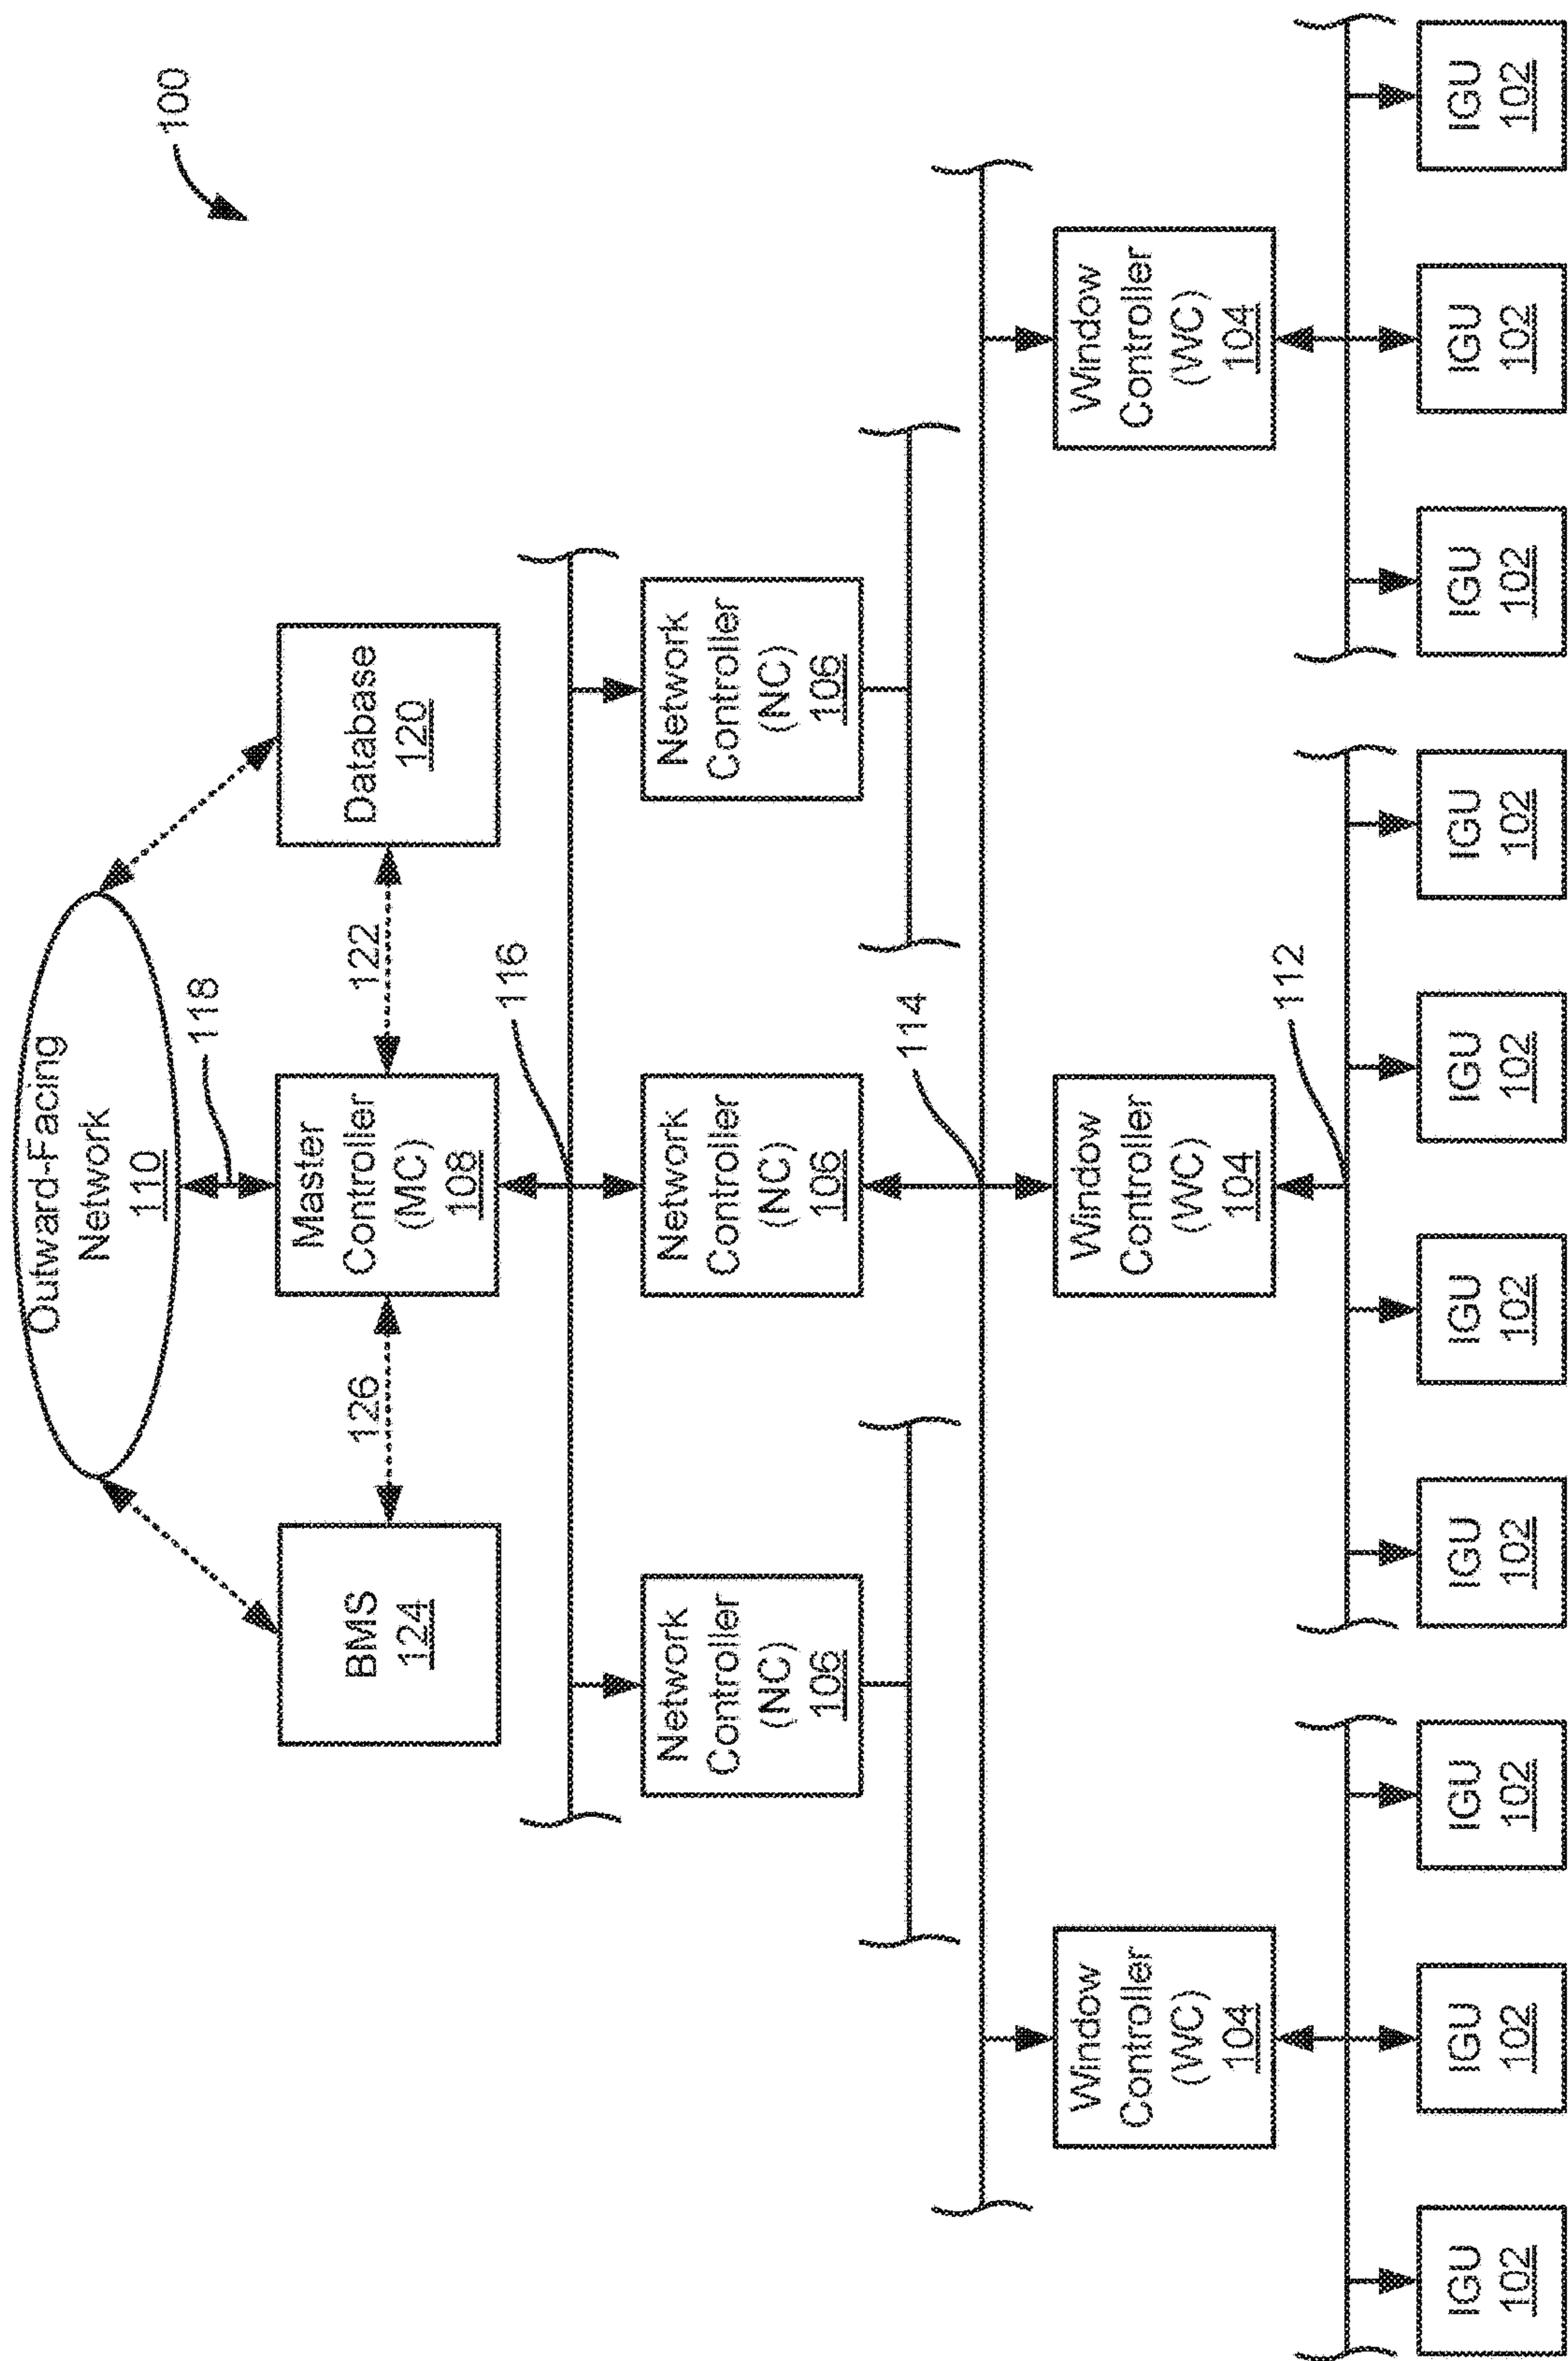 Outward-Facing
Network
110
100
118
BMS
124
126
Master
Controller
(MC)
108
122
Database
120
116
Network
Controller
(NC)
106
Network
Controller
(NC)
106
Network
Controller
(NC)
106
114
Window
Controller
(WC)
104
Window
Controller
(WC)
104
Window
Controller
(WC)
104
112
IGU
102
IGU
102
IGU
102
IGU
102
IGU
102
IGU
102
IGU
102
IGU
102
IGU
102
IGU
102